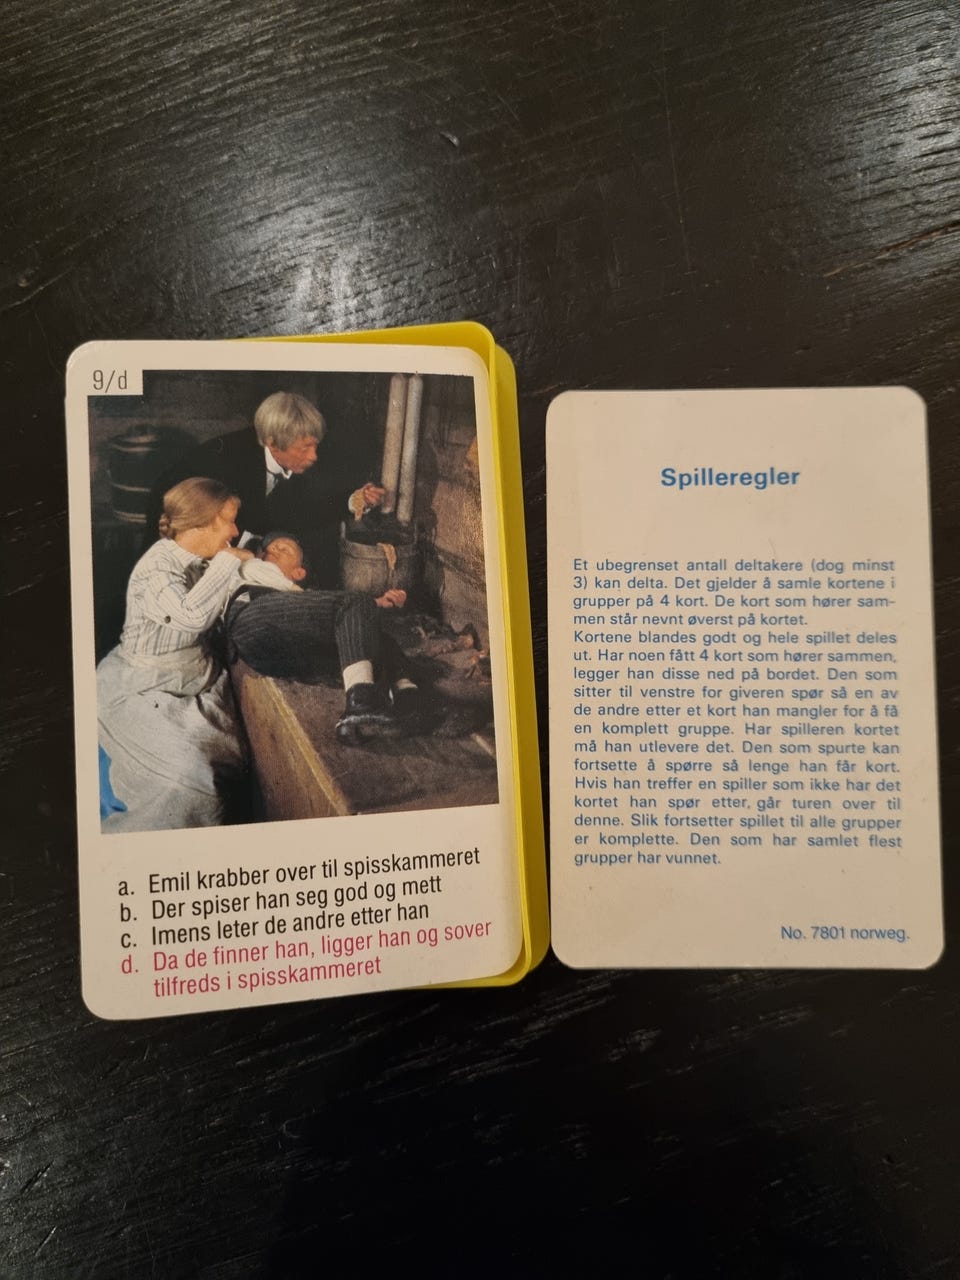 9/d
a. Emil krabber over til spisskammeret
b. Der spiser han seg god og mett
c. Imens leter de andre etter han
d. Da de finner han, ligger han og sover
tilfreds i spisskammeret
Spilleregler
Et ubegrenset antall deltakere (dog minst
3) kan delta. Det gjelder å samle kortene i
grupper på 4 kort. De kort som hører sam-
men står nevnt øverst på kortet.
Kortene blandes godt og hele spillet deles
ut. Har noen fått 4 kort som hører sammen,
legger han disse ned på bordet. Den som
sitter til venstre for giveren spør så en av
de andre etter et kort han mangler for å få
en komplett gruppe. Har spilleren kortet
må han utlevere det. Den som spurte kan
fortsette å spørre så lenge han får kort.
Hvis han treffer en spiller som ikke har det
kortet han spør etter, går turen over til
denne. Slik fortsetter spillet til alle grupper
er komplette. Den som har samlet flest
grupper har vunnet.
No. 7801 norweg.